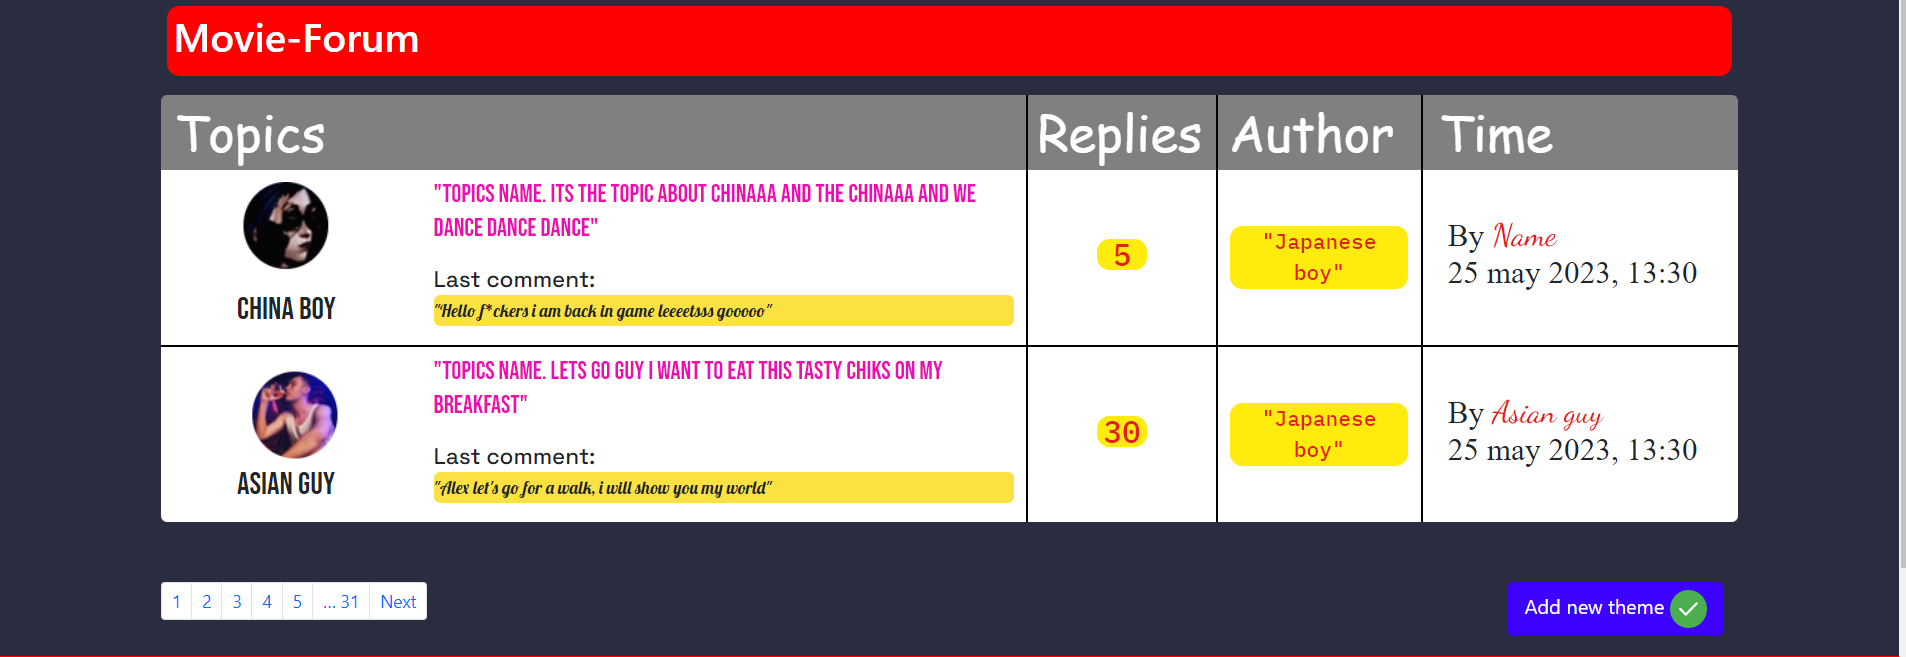 Movie-Forum
Topics Replies Author Time
"TOPICS NAME. ITS THE TOPIC ABOUT CHINAAA AND THE CHINAAA AND WE
DANCE DANCE DANCE"
Last comment:
"Hello f*ckers i am back in game leeeetsss gooooo"
CHINA BOY
5
"Japanese
boy"
By Name
25 may 2023, 13:30
"TOPICS NAME. LETS GO GUY I WANT TO EAT THIS TASTY CHIKS ON MY
BREAKFAST"
Last comment:
"Alex let's go for a walk, i will show you my world"
ASIAN GUY
30
"Japanese
boy"
By Asian guy
25 may 2023, 13:30
1 2 3 4 5 ... 31 Next
Add new theme